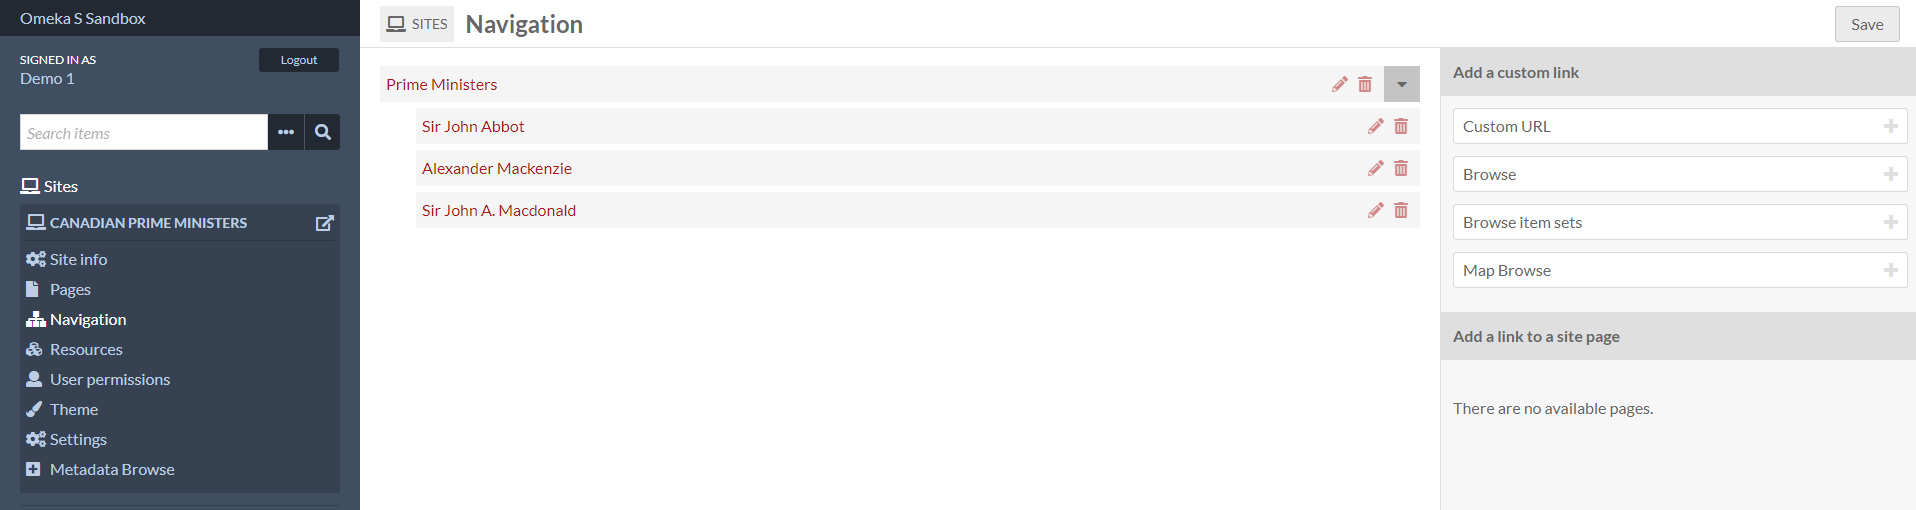 Omeka S Sandbox
SIGNED IN AS
Demo 1
Logout
Search items
Sites
CANADIAN PRIME MINISTERS
Site info
Pages
Navigation
Resources
User permissions
Theme
Settings
Metadata Browse
SITES
Navigation
Save
Prime Ministers
Sir John Abbot
Alexander Mackenzie
Sir John A. Macdonald
Add a custom link
Custom URL
Browse
Browse item sets
Map Browse
Add a link to a site page
There are no available pages.